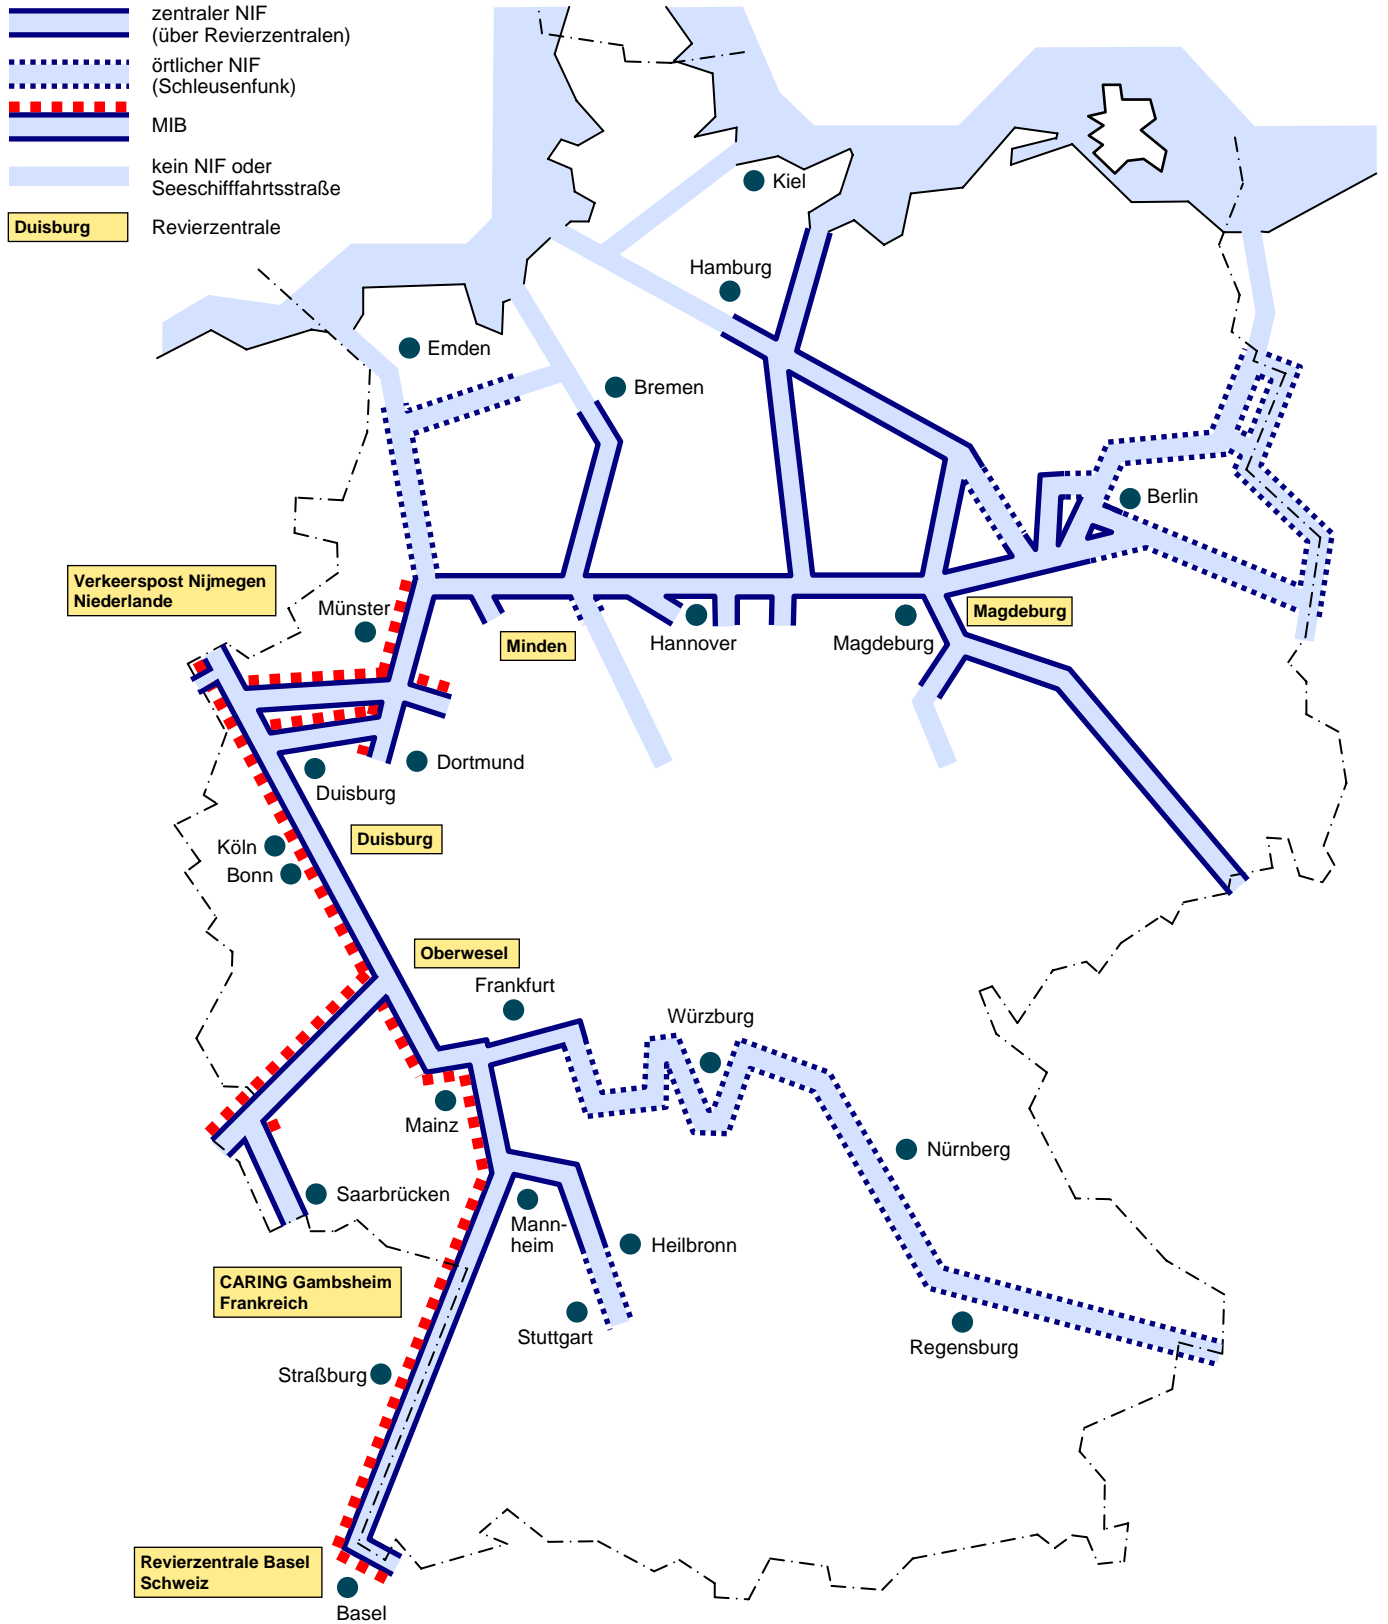 zentraler NIF
(über Revierzentralen)
örtlicher NIF
(Schleusenfunk)
MIB
kein NIF oder
Seeschifffahrtsstraße
Duisburg
Revierzentrale
Kiel
Hamburg
Emden
Bremen
Berlin
Verkeerspost Nijmegen
Niederlande
Münster
Minden
Hannover
Magdeburg
Magdeburg
Dortmund
Duisburg
Duisburg
Köln
Bonn
Oberwesel
Frankfurt
Würzburg
Mainz
Nürnberg
Saarbrücken
Mann-
heim
Heilbronn
CARING Gambsheim
Frankreich
Stuttgart
Regensburg
Straßburg
Revierzentrale Basel
Schweiz
Basel